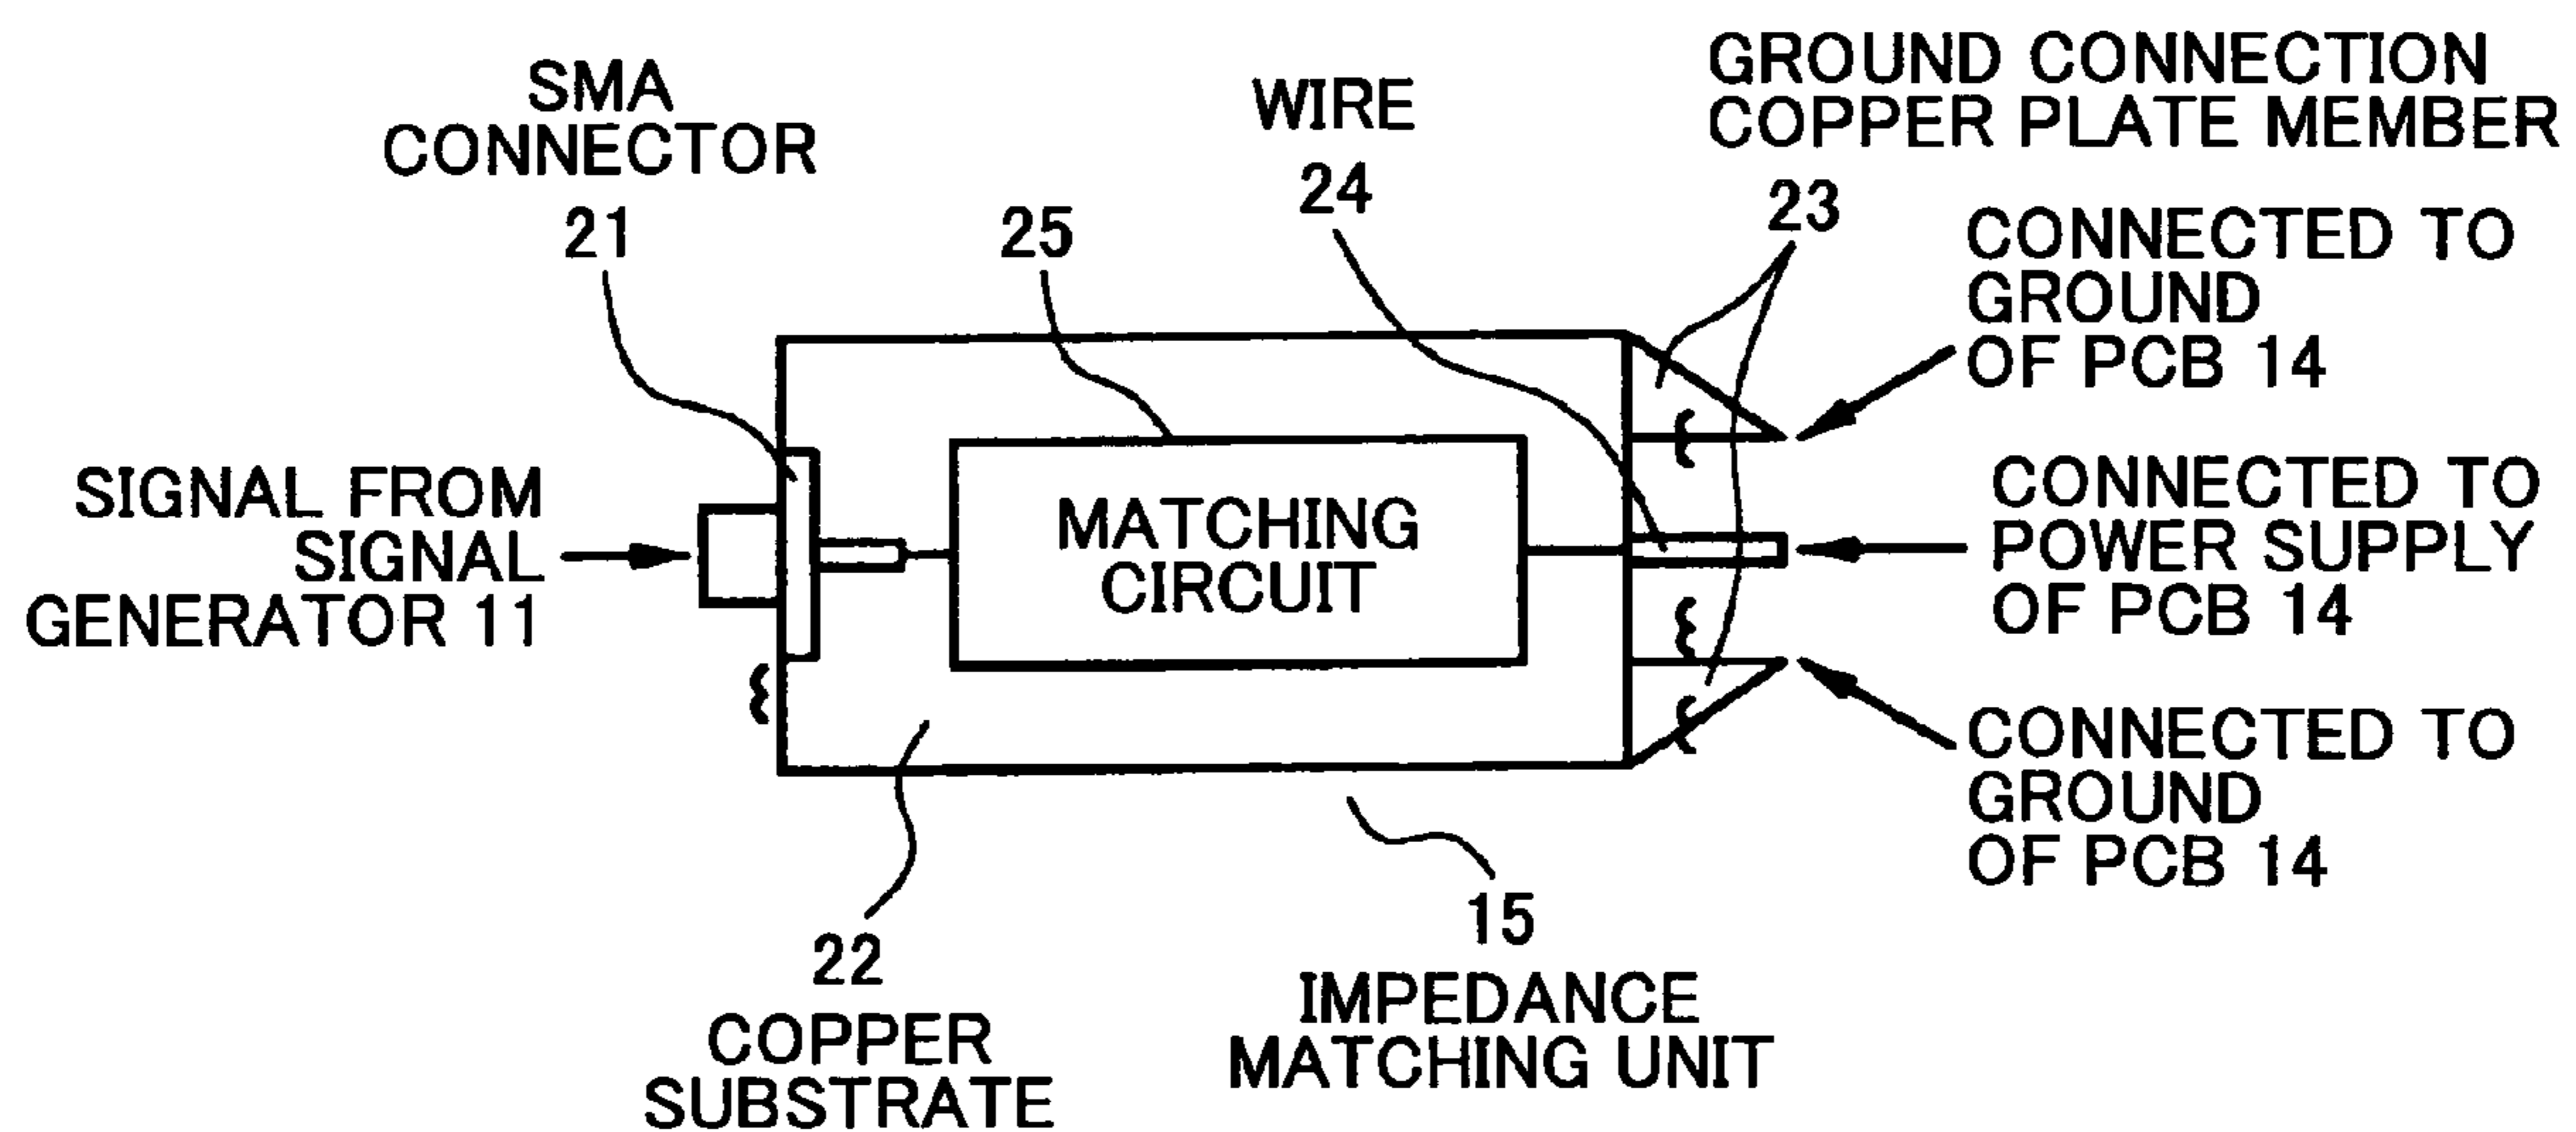 SMA
CONNECTOR
21
25
WIRE
24
GROUND CONNECTION
COPPER PLATE MEMBER
23
CONNECTED TO
GROUND
OF PCB 14
SIGNAL FROM
SIGNAL
GENERATOR 11
MATCHING
CIRCUIT
CONNECTED TO
POWER SUPPLY
OF PCB 14
CONNECTED TO
GROUND
OF PCB 14
22
COPPER
SUBSTRATE
15
IMPEDANCE
MATCHING UNIT